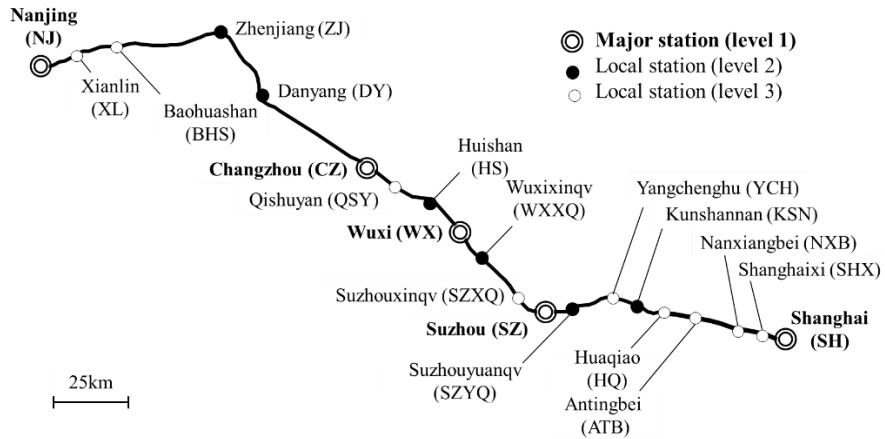 Nanjing
(NJ)
Xianlin
(XL)
Baohuashan
(BHS)
Zhenjiang (ZJ)
Danyang (DY)
Changzhou (CZ)
Qishuyan (QSY)
Huishan
(HS)
Wuxi (WX)
Wuxixinqv
(WXXQ)
Suzhouxinqv (SZXQ)
Suzhou (SZ)
Suzhouyuanqv
(SZYQ)
Yangchenghu (YCH)
Kunshannan (KSN)
Huaqiao
(HQ)
Antingbei
(ATB)
Nanxiangbei (NXB)
Shanghaixi (SHX)
Shanghai
(SH)
Major station (level 1)
Local station (level 2)
Local station (level 3)
25km